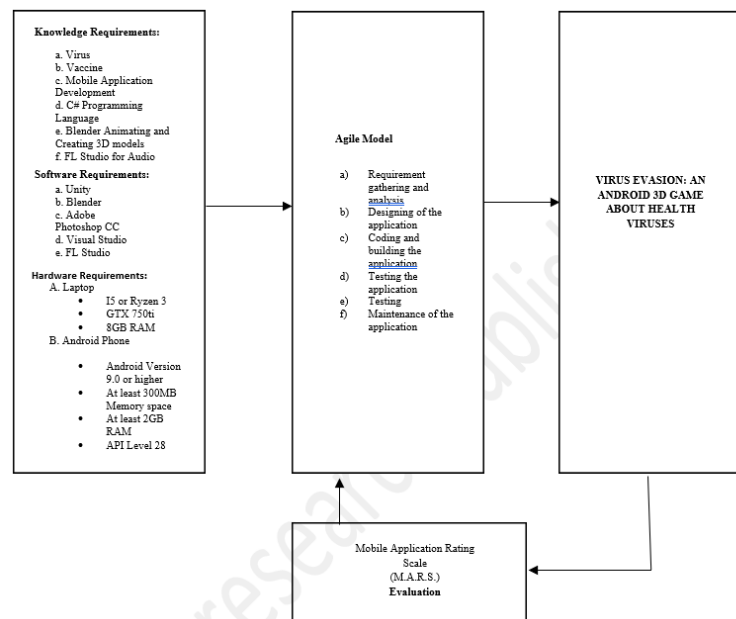 Knowledge Requirements:
a. Virus
b. Vaccine
c. Mobile Application
Development
d. C# Programming
Language
e. Blender Animating and
Creating 3D models
f. FL Studio for Audio
Software Requirements:
a. Unity
b. Blender
c. Adobe
Photoshop CC
d. Visual Studio
e. FL Studio
Hardware Requirements:
A. Laptop
• I5 or Ryzen 3
• GTX 750ti
• 8GB RAM
B. Android Phone
• Android Version
9.0 or higher
• At least 300MB
Memory space
• At least 2GB
RAM
• API Level 28
Agile Model
a) Requirement
gathering and
analysis
b) Designing of the
application
c) Coding and
building the
application
d) Testing the
application
e) Testing
f) Maintenance of the
application
VIRUS EVASION: AN
ANDROID 3D GAME
ABOUT HEALTH
VIRUSES
Mobile Application Rating
Scale
(M.A.R.S.)
Evaluation